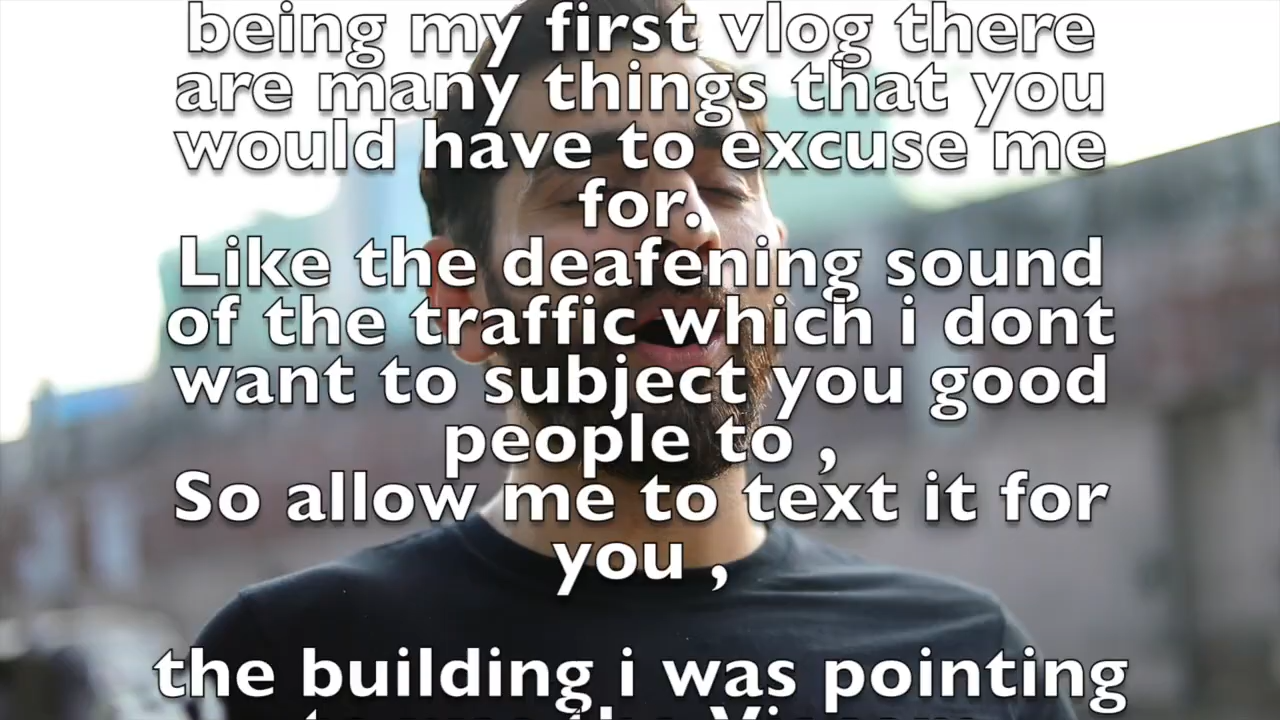 being my first vlog there
are many things that you
would have to excuse me
for.
Like the deafening sound
of the traffic which i dont
want to subject you good
people to ,
So allow me to text it for
you ,
the building i was pointing